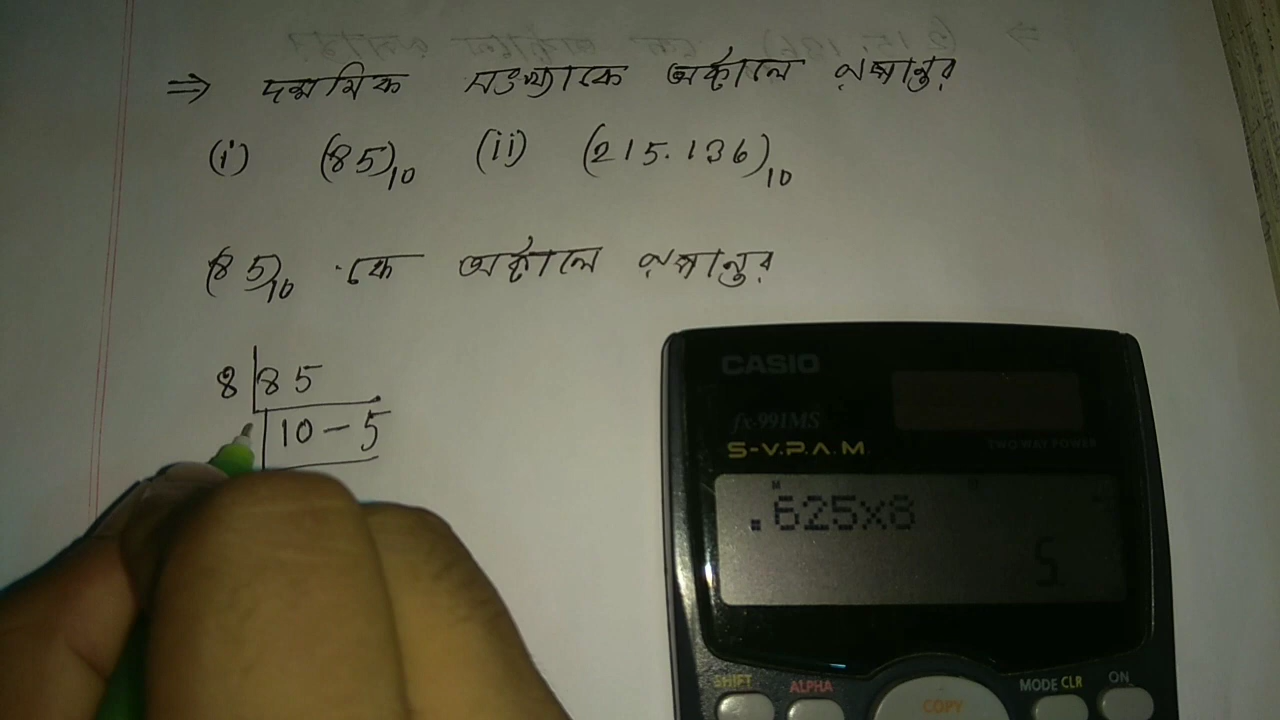 ⇒ দশমিক সংখ্যাকে অক্টালে রূপান্তর
(i) (85)10 (ii) (215.136)10
(85)10 কে অক্টালে রূপান্তর
8 85
10 - 5
CASIO
fx-991MS
TWO WAY POWER
S-V.P.A.M.
M
.625x8
5
SHIFT ALPHA MODE CLR ON
COPY